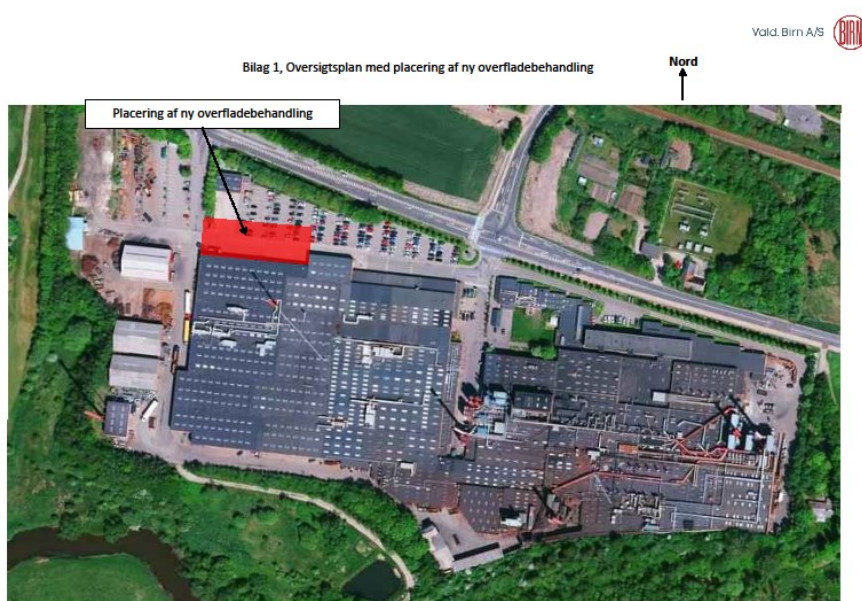 Vald. Birn A/S
BIRN
Bilag 1, Oversigtsplan med placering af ny overfladebehandling
Nord
Placering af ny overfladebehandling